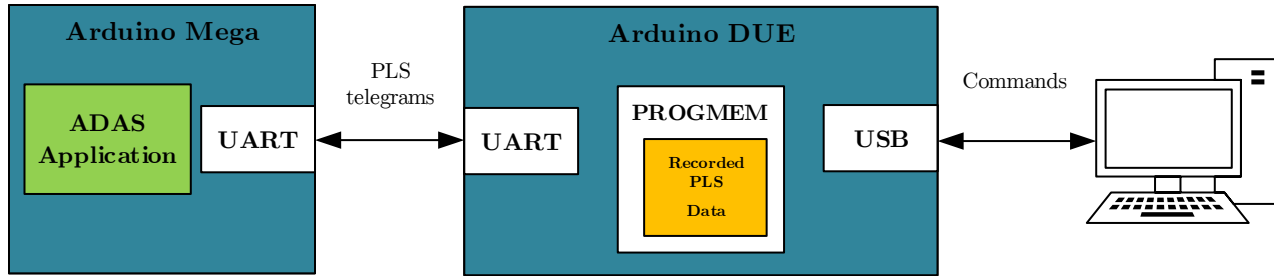 Arduino Mega
ADAS
Application
UART
PLS
telegrams
Arduino DUE
UART
PROGMEM
Recorded
PLS
Data
USB
Commands